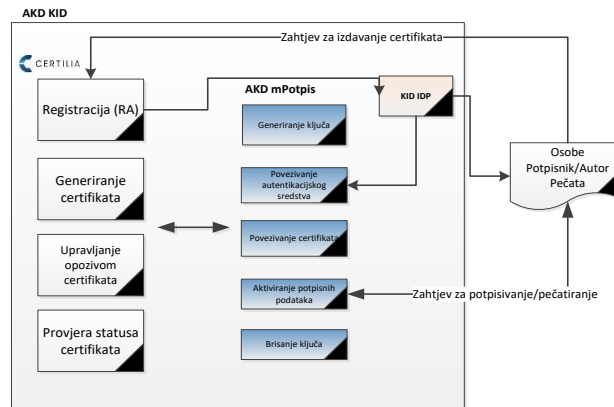 AKD KID
Zahtjev za izdavanje certifikata
CERTILIA
AKD mPotpis
KID IDP
Registracija (RA)
Generiranje ključa
Osobe
Potpisnik/Autor
Pečata
Generiranje
certifikata
Povezivanje
autentikacijskog
sredstva
Povezivanje certifikata
Upravljanje
opozivom
certifikata
Aktiviranje potpisnih
podataka
Zahtjev za potpisivanje/pečatiranje
Provjera statusa
certifikata
Brisanje ključa